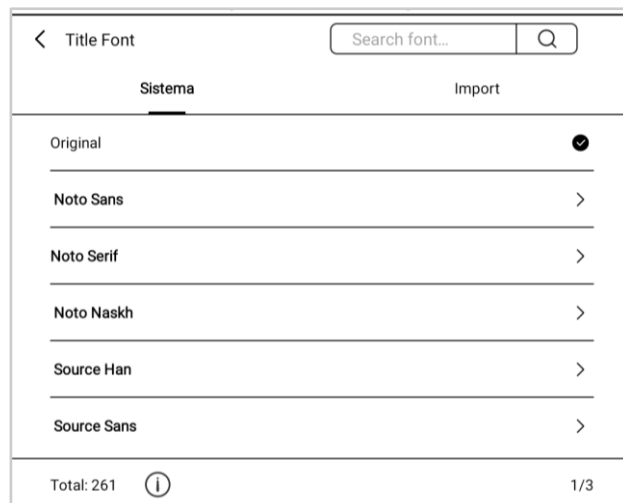 Title Font
Search font...
Sistema Import
Original
Noto Sans
Noto Serif
Noto Naskh
Source Han
Source Sans
Total: 261 1/3